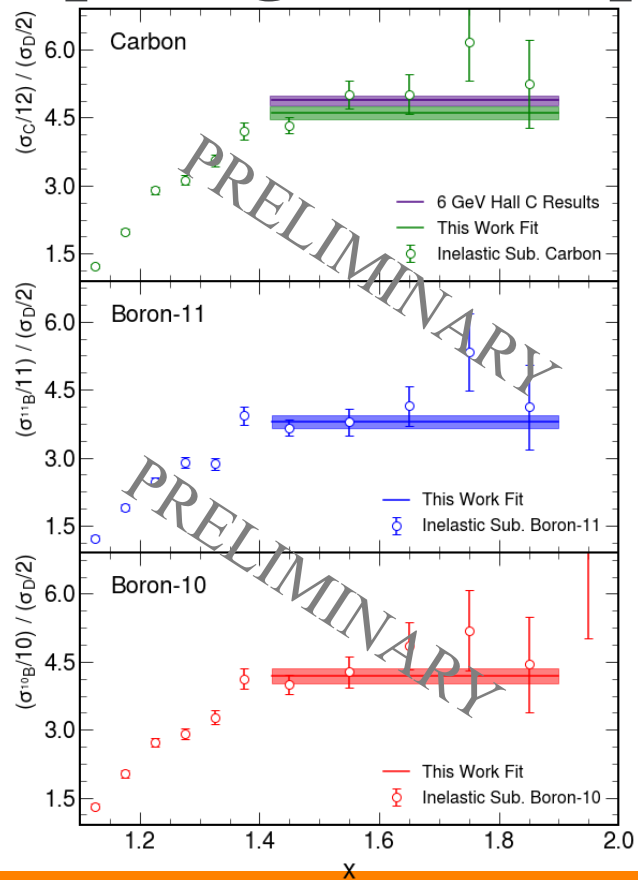 Carbon
(σC/12) / (σD/2)
6.0
4.5
3.0
1.5
6 GeV Hall C Results
This Work Fit
Inelastic Sub. Carbon
PRELIMINARY
Boron-11
(σ¹¹B/11) / (σD/2)
6.0
4.5
3.0
1.5
This Work Fit
Inelastic Sub. Boron-11
PRELIMINARY
Boron-10
(σ¹⁰B/10) / (σD/2)
6.0
4.5
3.0
1.5
This Work Fit
Inelastic Sub. Boron-10
1.2 1.4 1.6 1.8 2.0
x